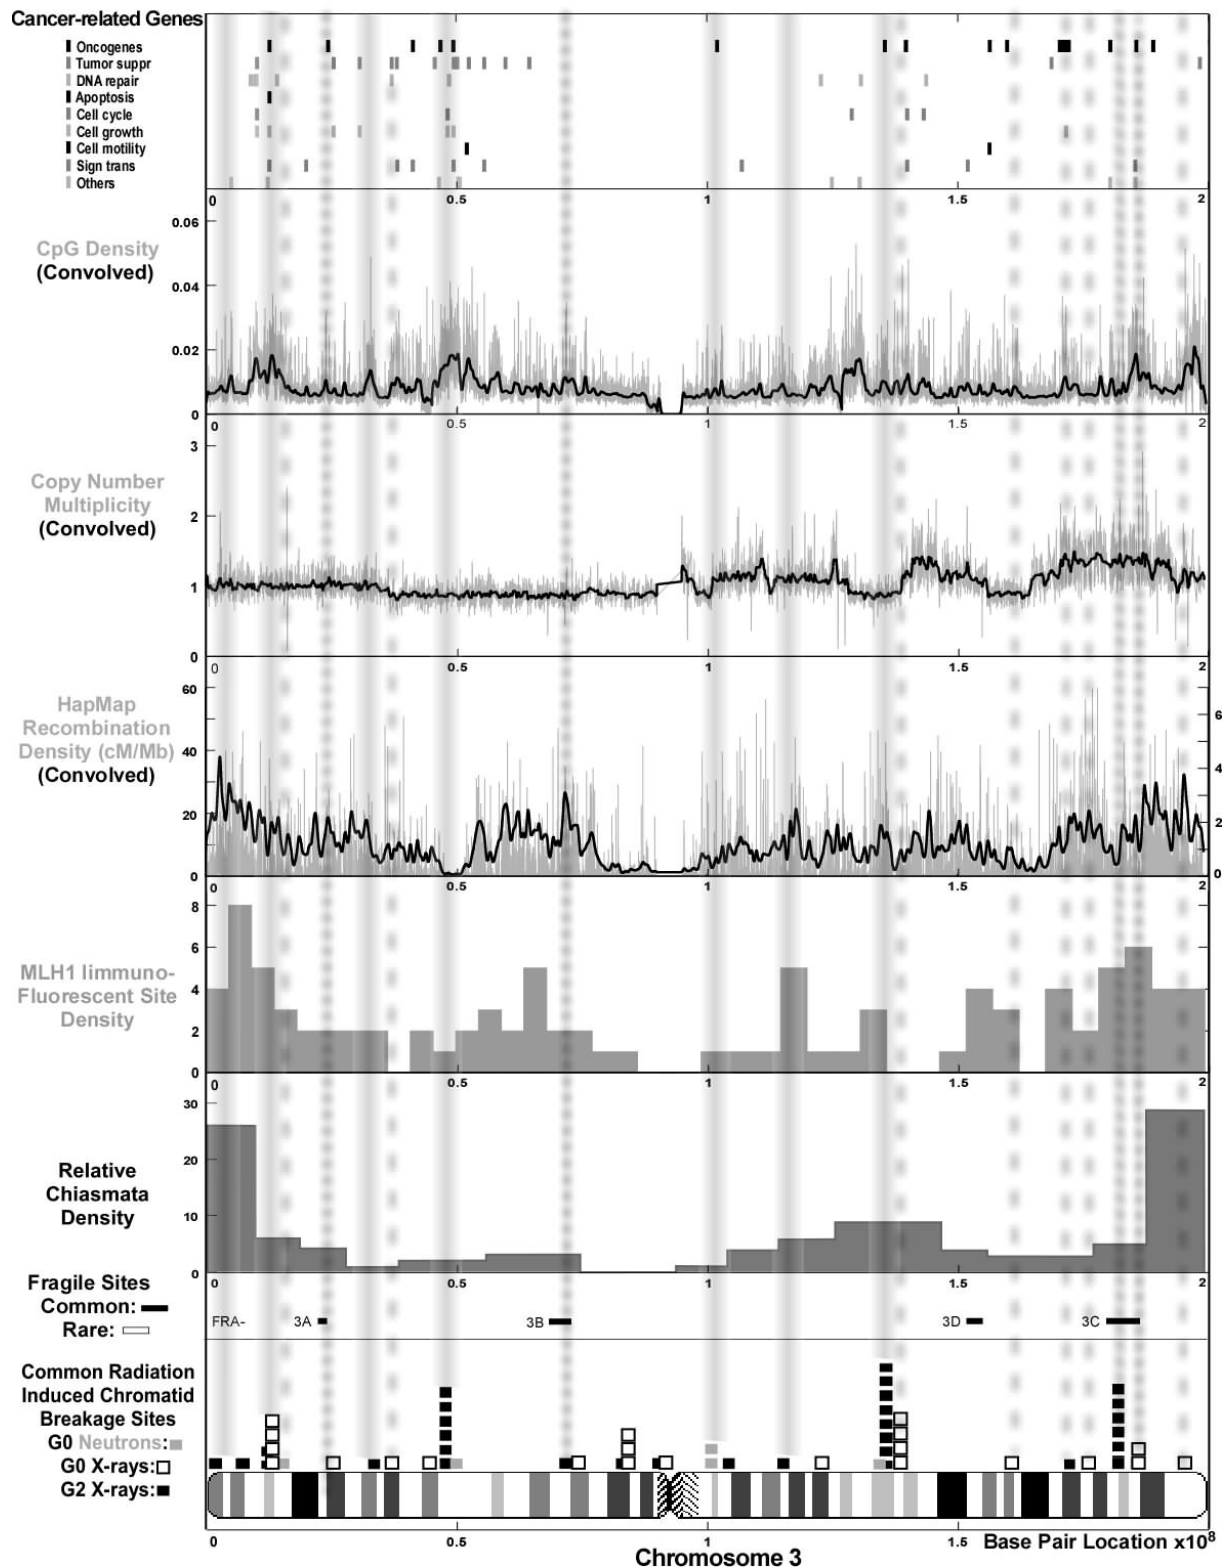 Cancer-related Genes
Oncogenes
Tumor suppr
DNA repair
Apoptosis
Cell cycle
Cell growth
Cell motility
Sign trans
Others
0 0.5 1 1.5 2
0.06
0.04
0.02
0
CpG Density
(Convolved)
0 0.5 1 1.5 2
3
2
1
0
Copy Number
Multiplicity
(Convolved)
0 0.5 1 1.5 2
60
40
20
0
HapMap
Recombination
Density (cM/Mb)
(Convolved)
6
4
2
0
0 0.5 1 1.5 2
8
6
4
2
0
MLH1 Iimmuno-
Fluorescent Site
Density
0 0.5 1 1.5 2
30
20
10
0
Relative
Chiasmata
Density
0 0.5 1 1.5 2
Fragile Sites
Common:
Rare:
FRA- 3A 3B 3D 3C
Common Radiation
Induced Chromatid
Breakage Sites
G0 Neutrons:
G0 X-rays:
G2 X-rays:
0 0.5 1 1.5 Base Pair Location x10⁸
Chromosome 3